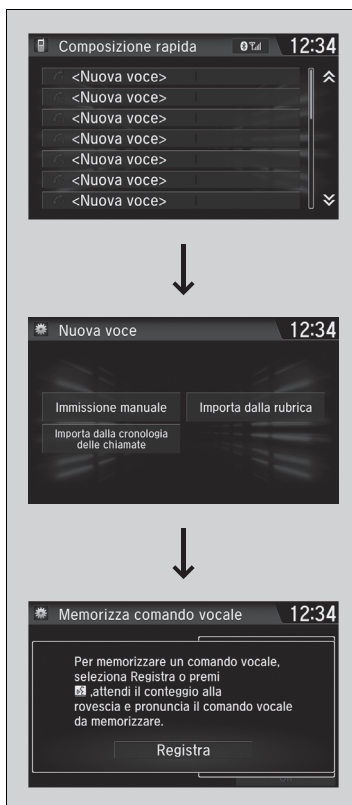 Composizione rapida 12:34
<Nuova voce>
<Nuova voce>
<Nuova voce>
<Nuova voce>
<Nuova voce>
<Nuova voce>
<Nuova voce>
Nuova voce 12:34
Immissione manuale Importa dalla rubrica
Importa dalla cronologia
delle chiamate
Memorizza comando vocale 12:34
Per memorizzare un comando vocale,
seleziona Registra o premi
,attendi il conteggio alla
rovescia e pronuncia il comando vocale
da memorizzare.
Registra
OK